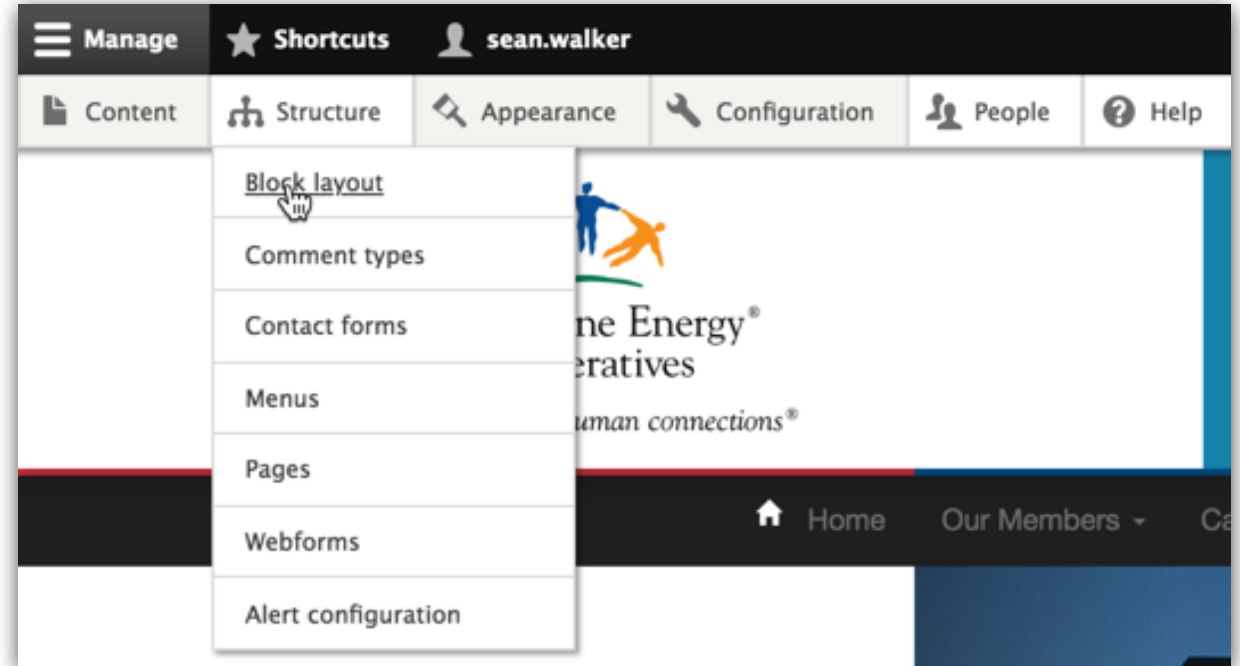 Manage Shortcuts sean.walker
Content Structure Appearance Configuration People Help
Block layout
Comment types
Contact forms
Menus
Pages
Webforms
Alert configuration
ne Energy®
eratives
uman connections®
Home Our Members Ca